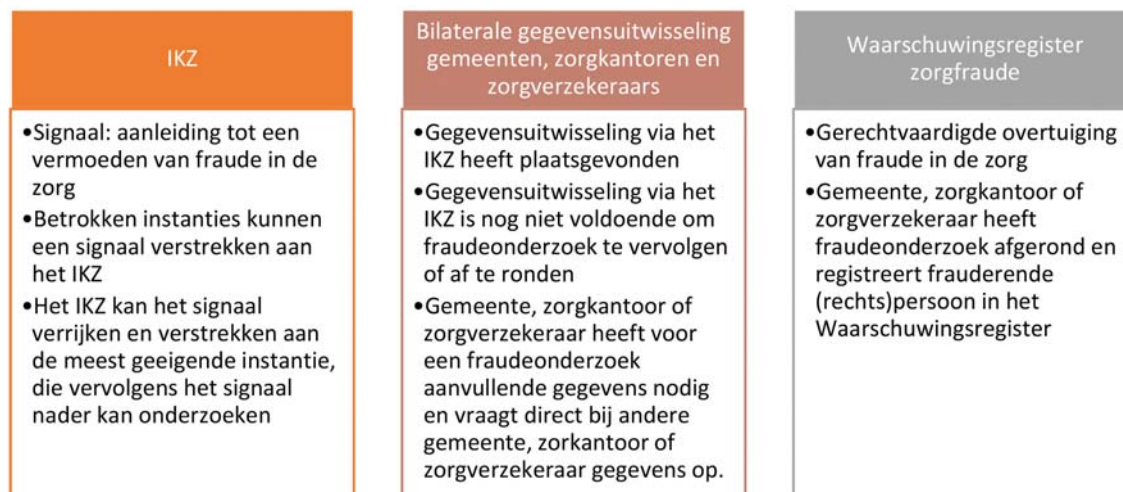 IKZ
•Signaal: aanleiding tot een
vermoeden van fraude in de
zorg
•Betrokken instanties kunnen
een signaal verstrekken aan
het IKZ
•Het IKZ kan het signaal
verrijken en verstrekken aan
de meest geeigende instantie,
die vervolgens het signaal
nader kan onderzoeken
Bilaterale gegevensuitwisseling
gemeenten, zorgkantoren en
zorgverzekeraars
•Gegevensuitwisseling via het
IKZ heeft plaatsgevonden
•Gegevensuitwisseling via het
IKZ is nog niet voldoende om
fraudeonderzoek te vervolgen
of af te ronden
•Gemeente, zorgkantoor of
zorgverzekeraar heeft voor
een fraudeonderzoek
aanvullende gegevens nodig
en vraagt direct bij andere
gemeente, zorkantoor of
zorgverzekeraar gegevens op.
Waarschuwingsregister
zorgfraude
•Gerechtvaardigde overtuiging
van fraude in de zorg
•Gemeente, zorgkantoor of
zorgverzekeraar heeft
fraudeonderzoek afgerond en
registreert frauderende
(rechts)persoon in het
Waarschuwingsregister